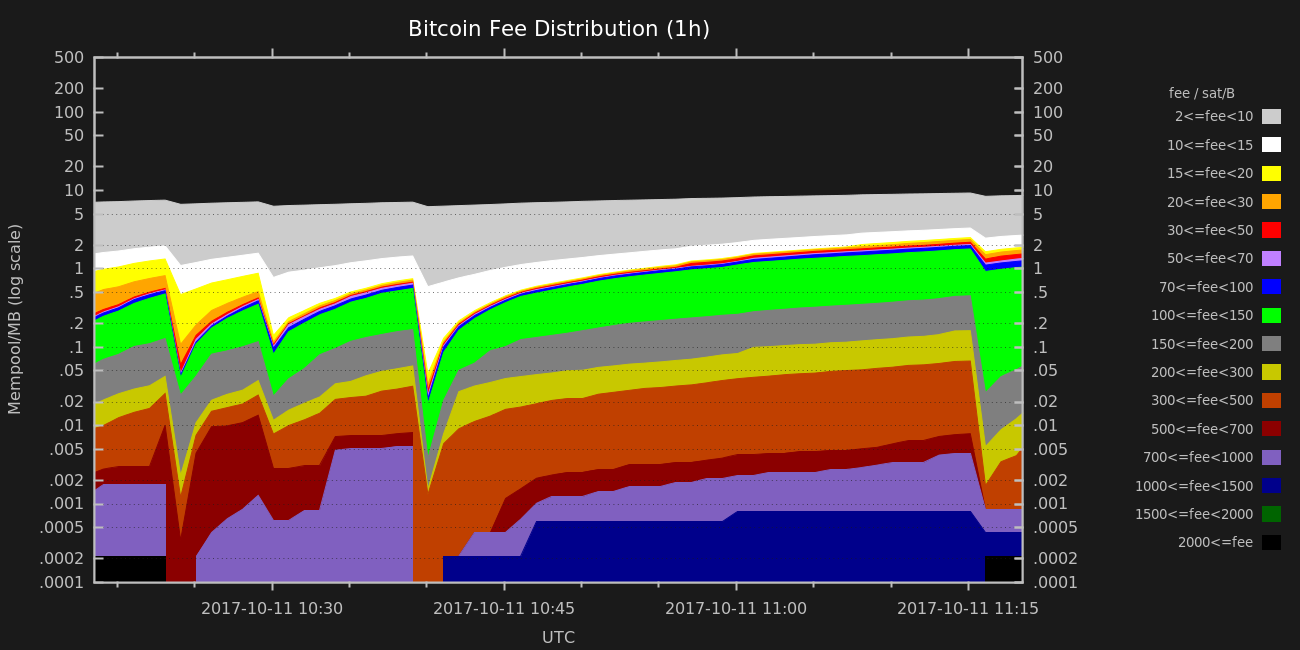 Bitcoin Fee Distribution (1h)
Mempool/MB (log scale)
500
200
100
50
20
10
5
2
1
.5
.2
.1
.05
.02
.01
.005
.002
.001
.0005
.0002
.0001
500
200
100
50
20
10
5
2
1
.5
.2
.1
.05
.02
.01
.005
.002
.001
.0005
.0002
.0001
2017-10-11 10:30
2017-10-11 10:45
2017-10-11 11:00
2017-10-11 11:15
UTC
fee / sat/B
2<=fee<10
10<=fee<15
15<=fee<20
20<=fee<30
30<=fee<50
50<=fee<70
70<=fee<100
100<=fee<150
150<=fee<200
200<=fee<300
300<=fee<500
500<=fee<700
700<=fee<1000
1000<=fee<1500
1500<=fee<2000
2000<=fee